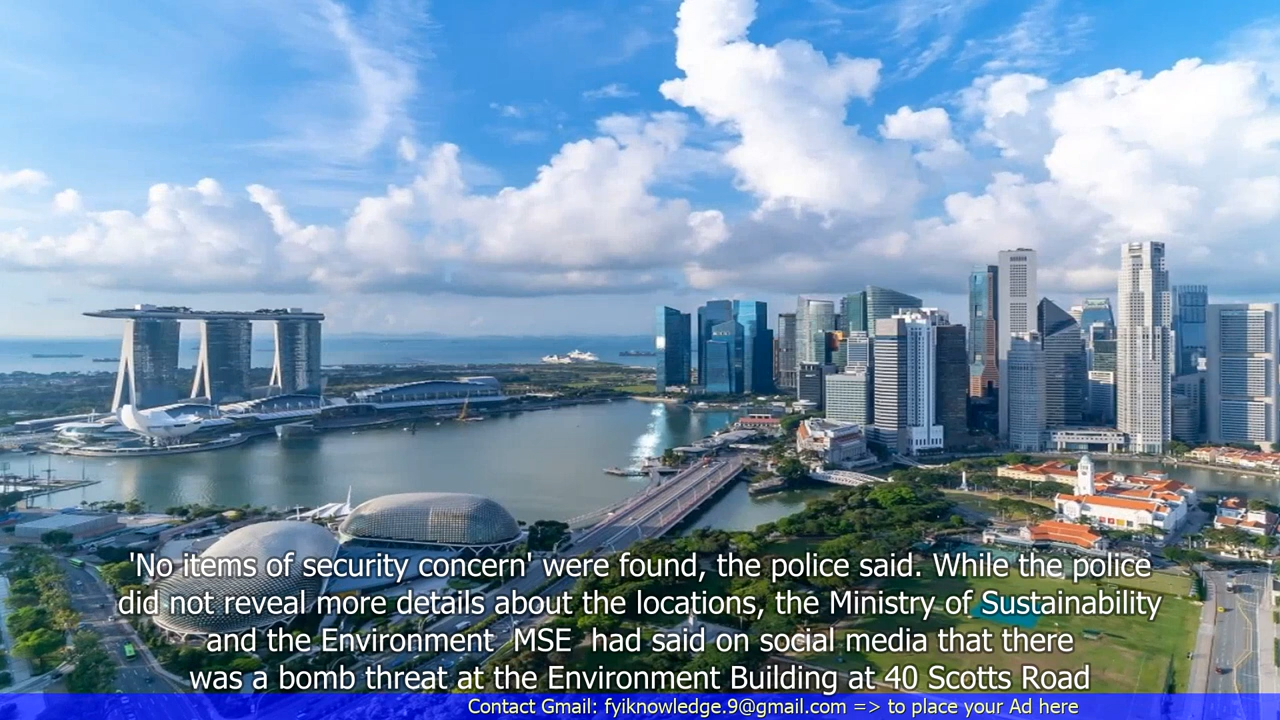 'No items of security concern' were found, the police said. While the police
did not reveal more details about the locations, the Ministry of Sustainability
and the Environment  MSE  had said on social media that there
was a bomb threat at the Environment Building at 40 Scotts Road
Contact Gmail: fyiknowledge.9@gmail.com => to place your Ad here